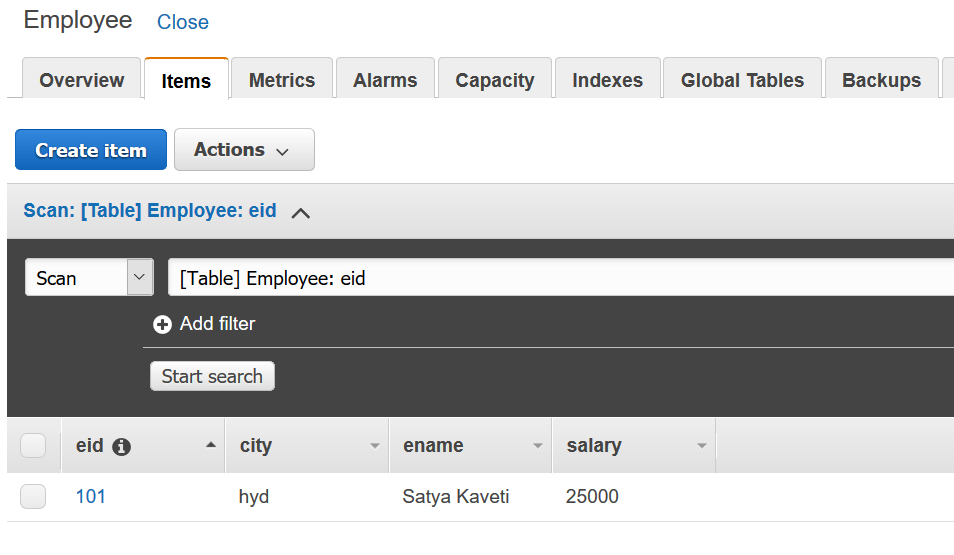 Employee Close
Overview Items Metrics Alarms Capacity Indexes Global Tables Backups
Create item Actions
Scan: [Table] Employee: eid
Scan [Table] Employee: eid
Add filter
Start search
eid city ename salary
101 hyd Satya Kaveti 25000